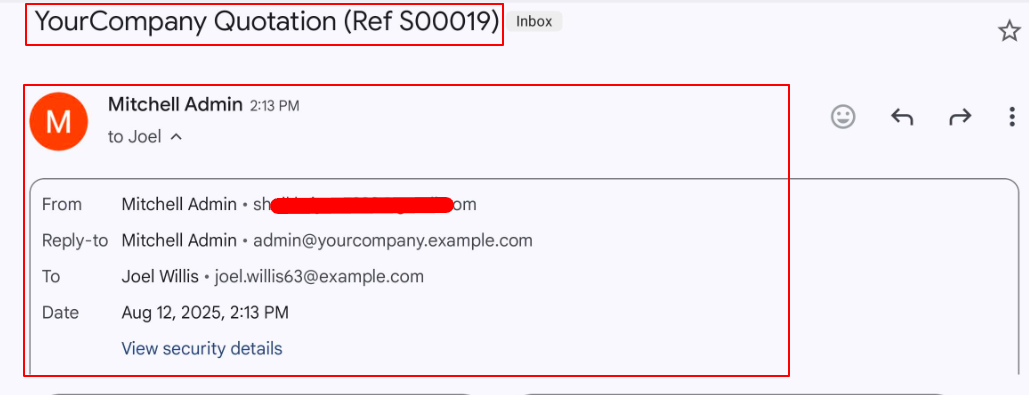 YourCompany Quotation (Ref S00019) Inbox
M
Mitchell Admin 2:13 PM
to Joel
From Mitchell Admin • sh om
Reply-to Mitchell Admin • admin@yourcompany.example.com
To Joel Willis • joel.willis63@example.com
Date Aug 12, 2025, 2:13 PM
View security details